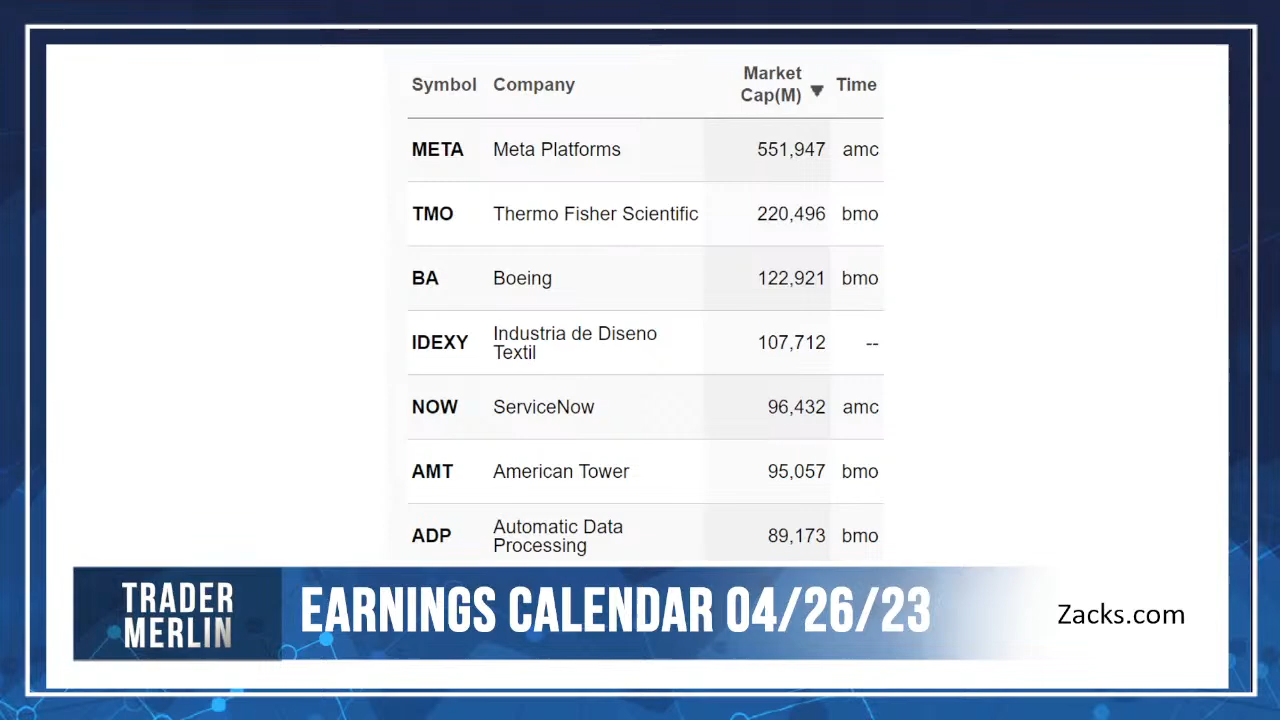 Symbol Company Market Cap(M) ▼ Time
META Meta Platforms 551,947 amc
TMO Thermo Fisher Scientific 220,496 bmo
BA Boeing 122,921 bmo
IDEXY Industria de Diseno Textil 107,712 --
NOW ServiceNow 96,432 amc
AMT American Tower 95,057 bmo
ADP Automatic Data Processing 89,173 bmo
TRADER
MERLIN
EARNINGS CALENDAR 04/26/23
Zacks.com